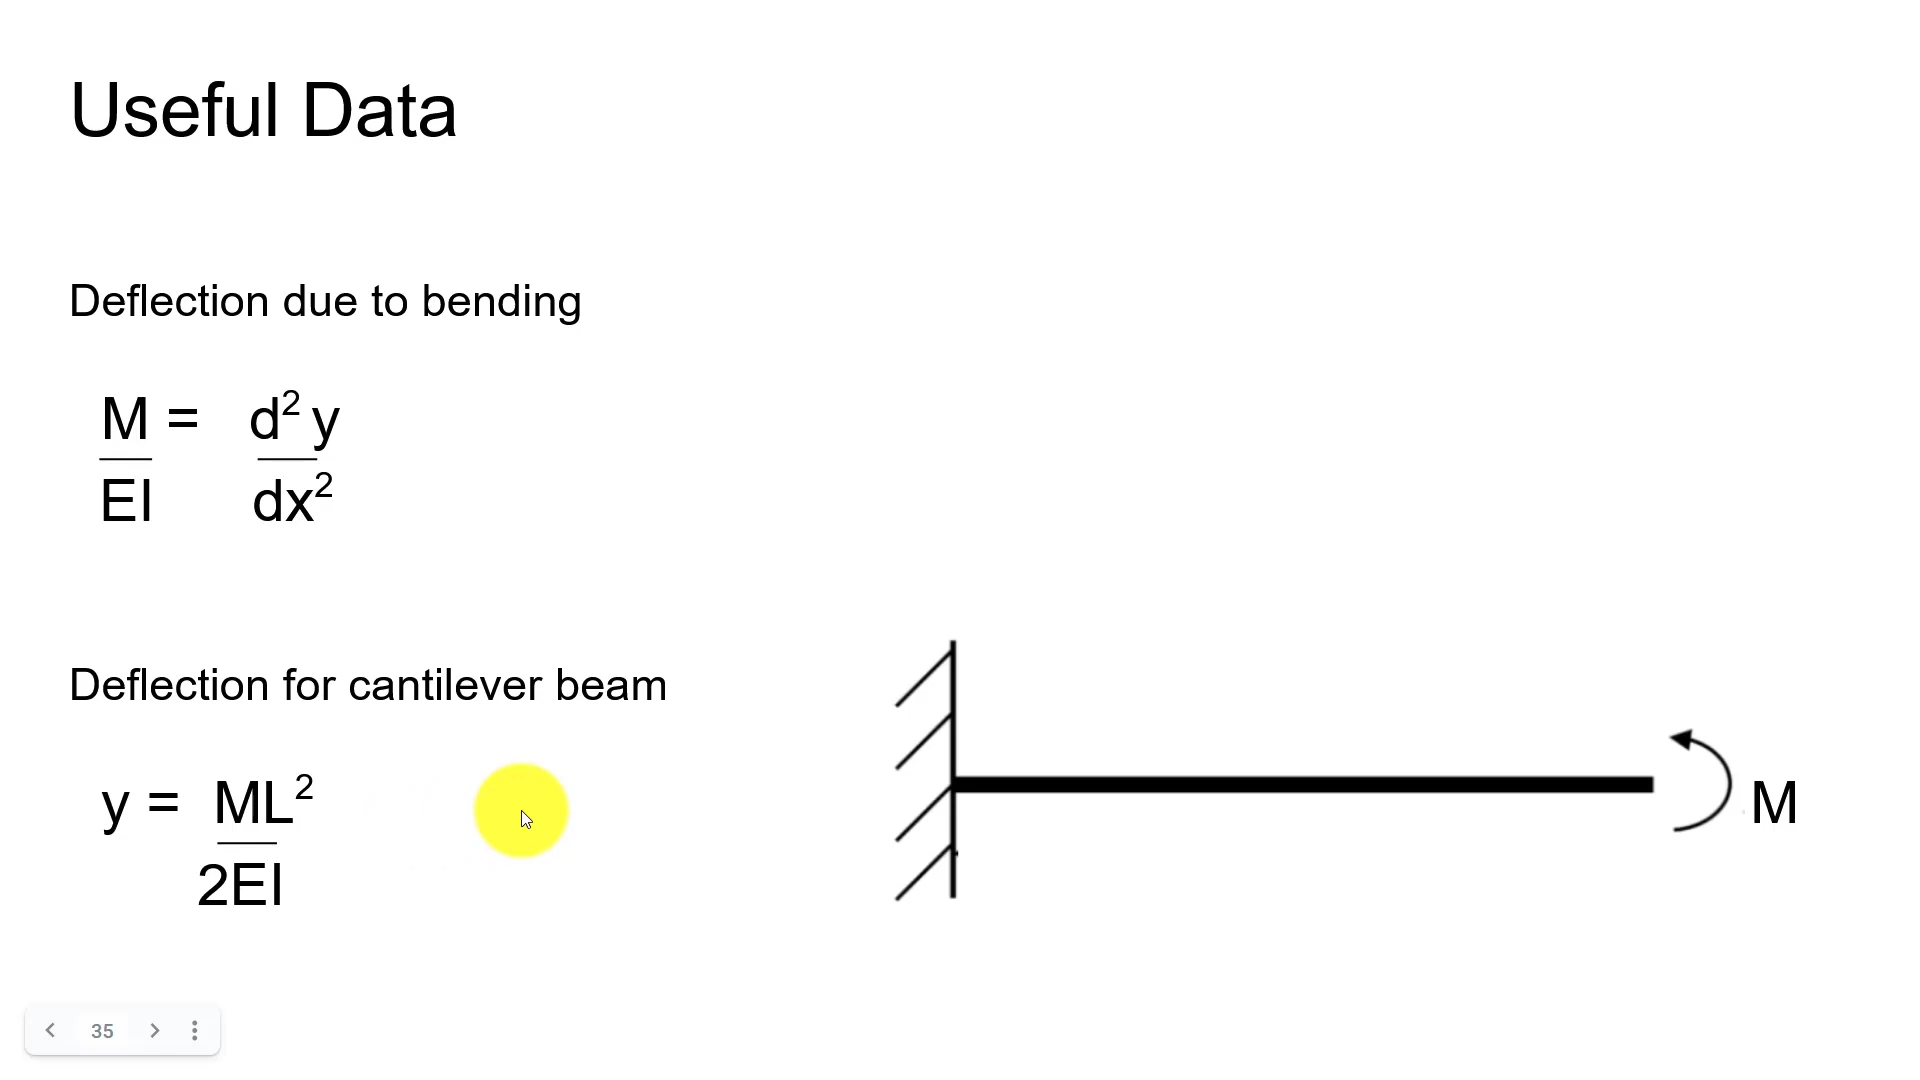 Useful Data
Deflection due to bending
M = d² y
EI dx²
Deflection for cantilever beam
y = ML²
2EI
M
35